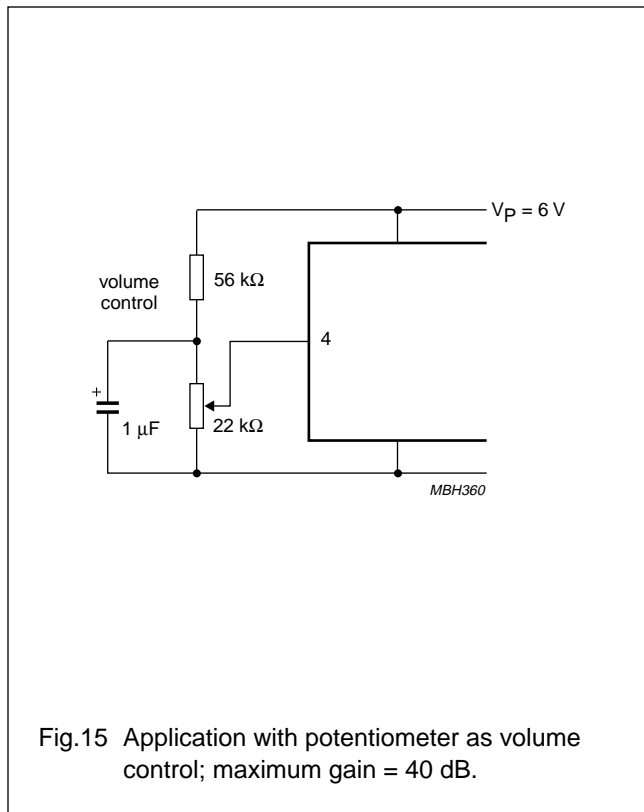 V_P = 6 V
volume
control
56 kΩ
4
+
1 μF
22 kΩ
MBH360
Fig.15 Application with potentiometer as volume
control; maximum gain = 40 dB.